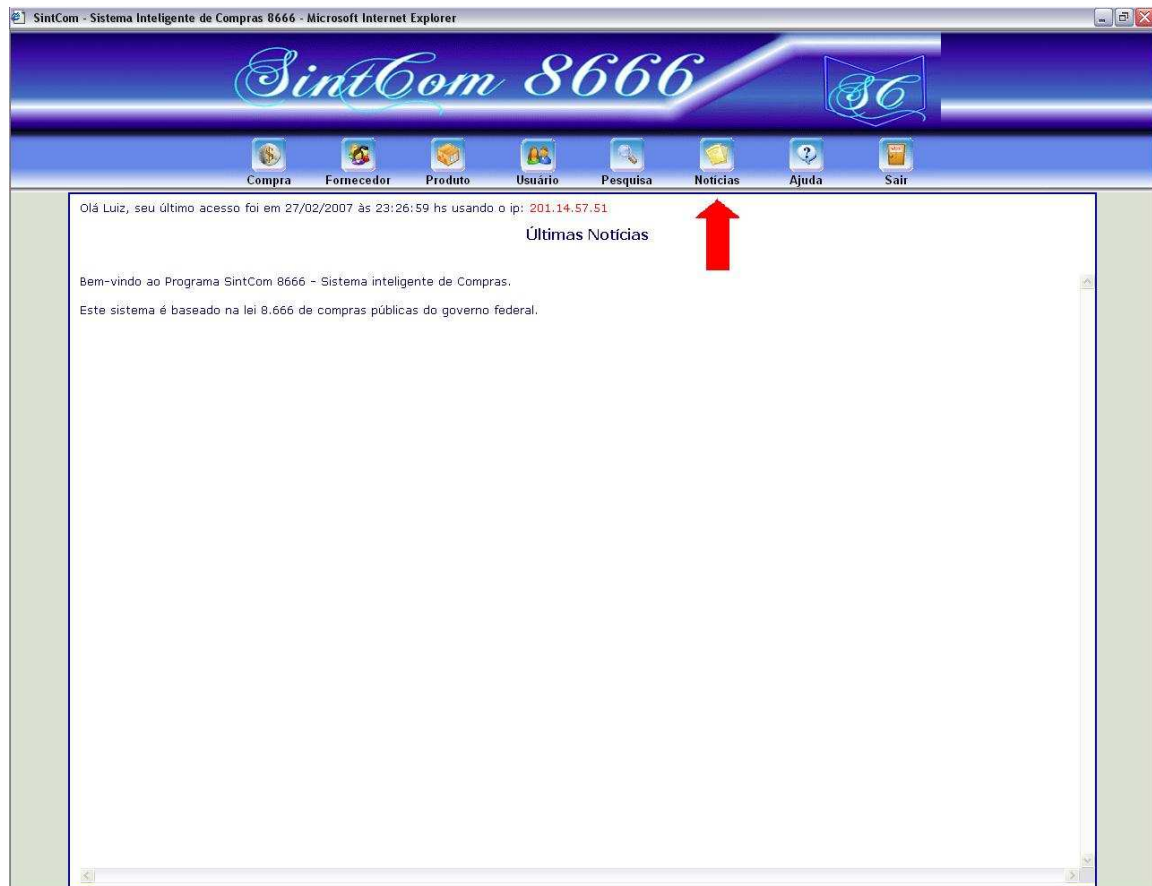 SintCom - Sistema Inteligente de Compras 8666 - Microsoft Internet Explorer
SintCom 8666
SC
Compra Fornecedor Produto Usuário Pesquisa Notícias Ajuda Sair
Olá Luiz, seu último acesso foi em 27/02/2007 às 23:26:59 hs usando o ip: 201.14.57.51
Últimas Notícias
Bem-vindo ao Programa SintCom 8666 - Sistema inteligente de Compras.
Este sistema é baseado na lei 8.666 de compras públicas do governo federal.